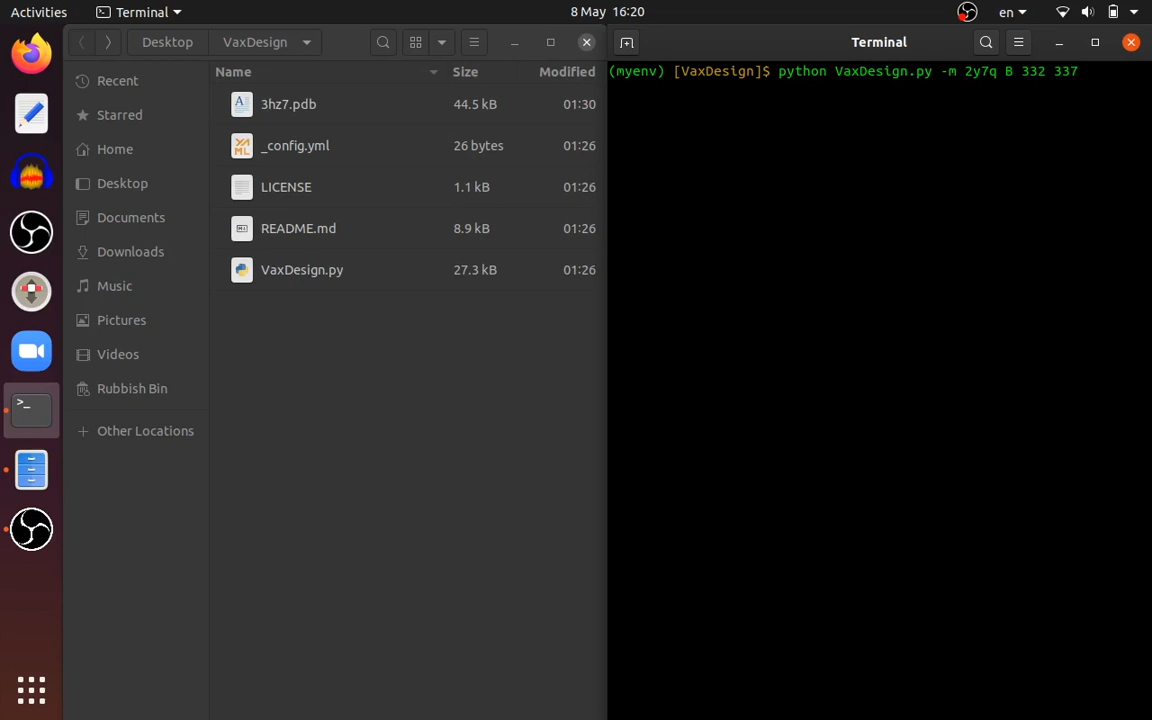 Activities Terminal 8 May 16:20 en
Desktop VaxDesign Terminal
Name Size Modified
(myenv) [VaxDesign]$ python VaxDesign.py -m 2y7q B 332 337
Recent
Starred
Home
Desktop
Documents
Downloads
Music
Pictures
Videos
Rubbish Bin
Other Locations
3hz7.pdb 44.5 kB 01:30
_config.yml 26 bytes 01:26
LICENSE 1.1 kB 01:26
README.md 8.9 kB 01:26
VaxDesign.py 27.3 kB 01:26